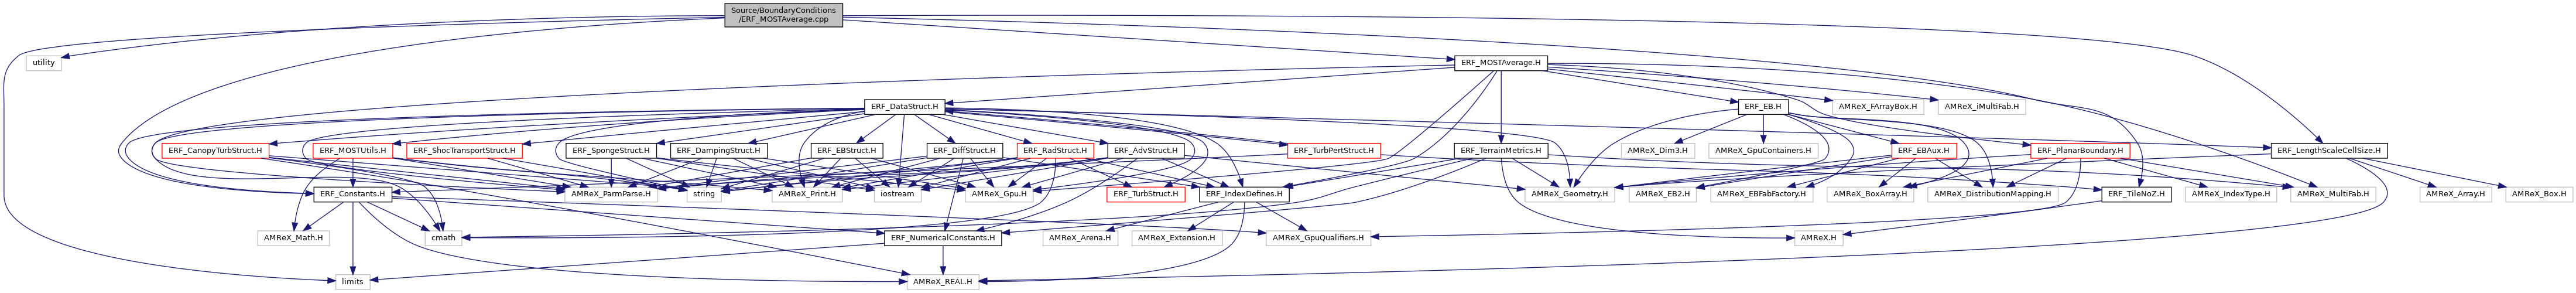 Source/BoundaryConditions
/ERF_MOSTAverage.cpp
utility
ERF_MOSTAverage.H
ERF_DataStruct.H
ERF_EB.H
AMReX_FArrayBox.H
AMReX_iMultiFab.H
ERF_CanopyTurbStruct.H
ERF_MOSTUtils.H
ERF_ShocTransportStruct.H
ERF_SpongeStruct.H
ERF_DampingStruct.H
ERF_EBStruct.H
ERF_DiffStruct.H
ERF_RadStruct.H
ERF_AdvStruct.H
ERF_TurbPertStruct.H
ERF_TerrainMetrics.H
AMReX_Dim3.H
AMReX_GpuContainers.H
ERF_EBAux.H
ERF_PlanarBoundary.H
ERF_LengthScaleCellSize.H
ERF_Constants.H
AMReX_ParmParse.H
string
AMReX_Print.H
iostream
AMReX_Gpu.H
ERF_TurbStruct.H
ERF_IndexDefines.H
AMReX_Geometry.H
AMReX_EB2.H
AMReX_EBFabFactory.H
AMReX_BoxArray.H
AMReX_DistributionMapping.H
ERF_TileNoZ.H
AMReX_IndexType.H
AMReX_MultiFab.H
AMReX_Array.H
AMReX_Box.H
AMReX_Math.H
cmath
ERF_NumericalConstants.H
AMReX_Arena.H
AMReX_Extension.H
AMReX_GpuQualifiers.H
AMReX.H
limits
AMReX_REAL.H